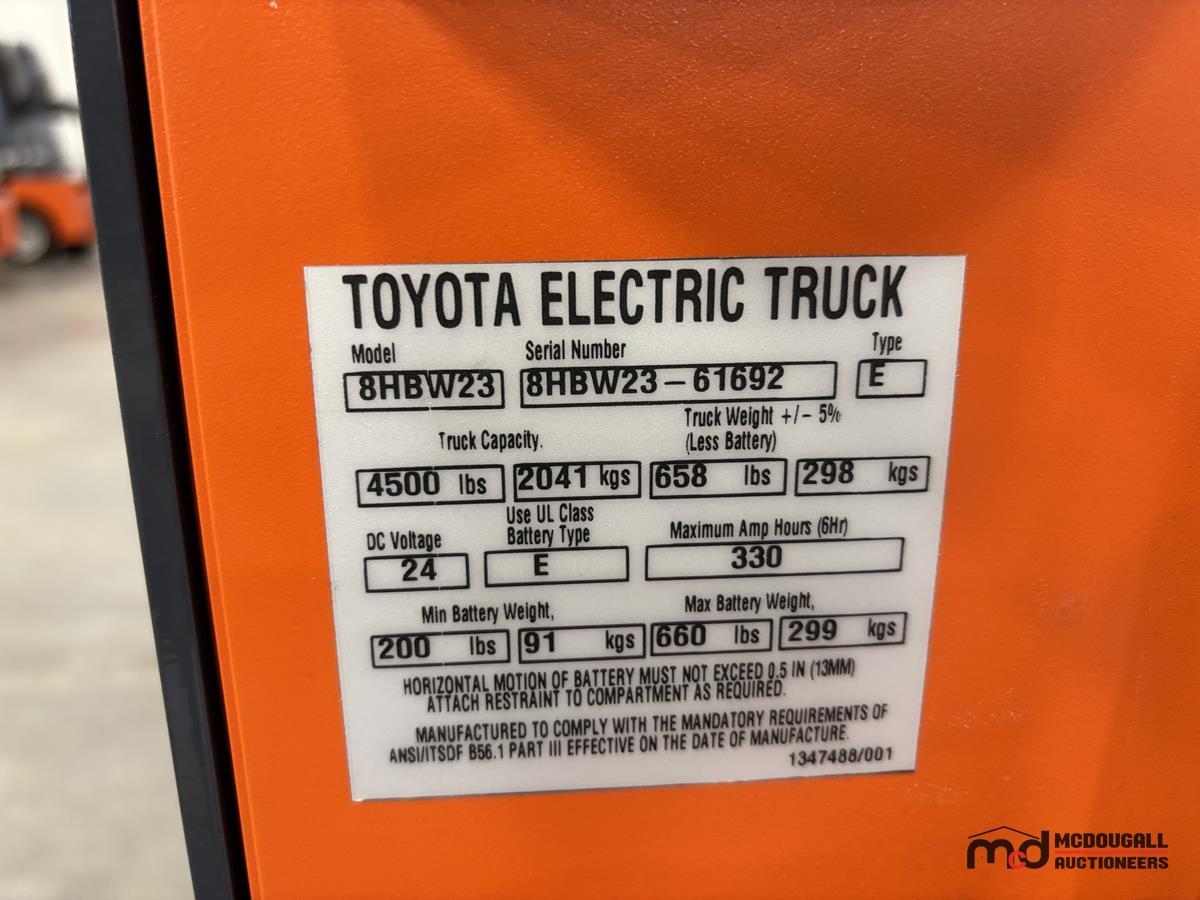 TOYOTA ELECTRIC TRUCK
Model Serial Number Type
8HBW23 8HBW23-61692 E
Truck Capacity. Truck Weight +/- 5% (Less Battery)
4500 lbs 2041 kgs 658 lbs 298 kgs
DC Voltage Use UL Class Battery Type Maximum Amp Hours (6Hr)
24 E 330
Min Battery Weight, Max Battery Weight,
200 lbs 91 kgs 660 lbs 299 kgs
HORIZONTAL MOTION OF BATTERY MUST NOT EXCEED 0.5 IN (13MM)
ATTACH RESTRAINT TO COMPARTMENT AS REQUIRED.
MANUFACTURED TO COMPLY WITH THE MANDATORY REQUIREMENTS OF
ANSI/ITSDF B56.1 PART III EFFECTIVE ON THE DATE OF MANUFACTURE.
1347488/001
mcd MCDOUGALL
AUCTIONEERS